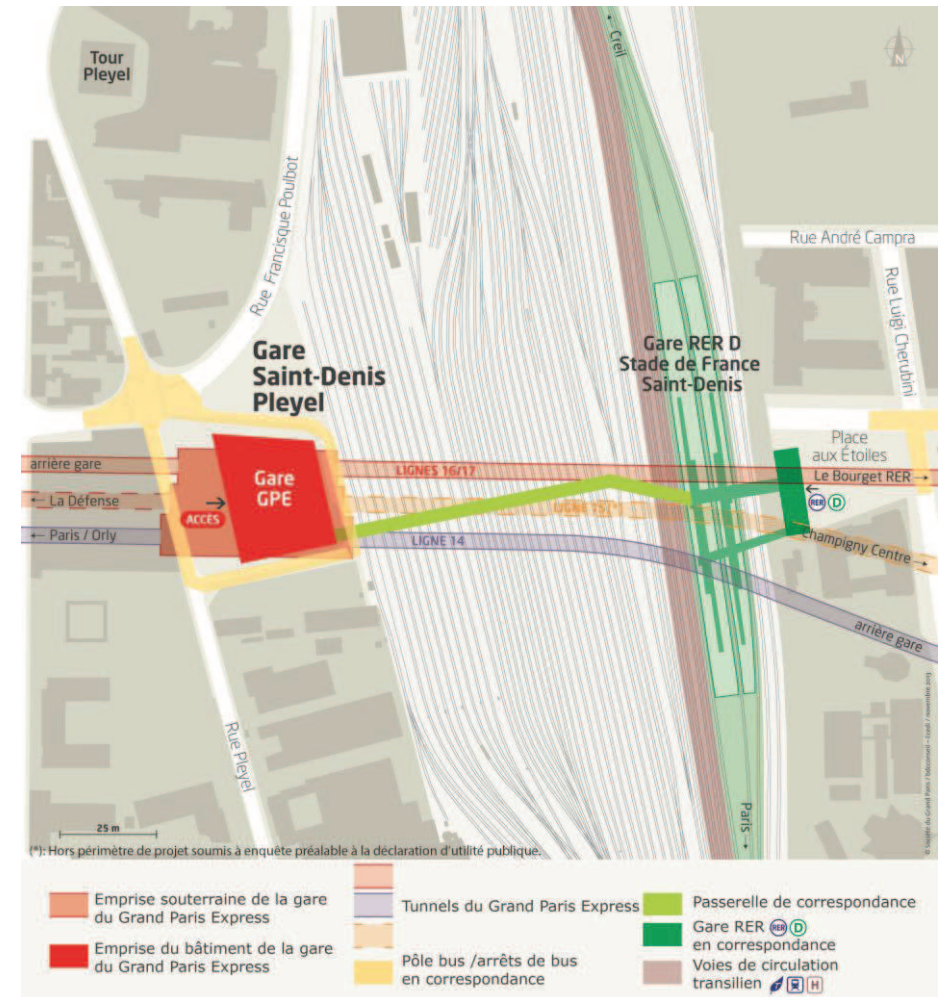 Tour
Pleyel
← Creil
N
Rue Francisque Poulbot
Rue André Campra
Rue Luigi Cherubini
Gare
Saint-Denis
Pleyel
Gare RER D
Stade de France
Saint-Denis
Place
aux Étoiles
arrière gare
LIGNES 16/17
Le Bourget RER
Gare
GPE
← La Défense
ACCÈS
LIGNE 15(*)
RER D
← Paris / Orly
LIGNE 14
Champigny Centre
arrière gare
Rue Pleyel
Paris →
25 m
(*): Hors périmètre de projet soumis à enquête préalable à la déclaration d'utilité publique.
Emprise souterraine de la gare
du Grand Paris Express
Emprise du bâtiment de la gare
du Grand Paris Express
Tunnels du Grand Paris Express
Pôle bus /arrêts de bus
en correspondance
Passerelle de correspondance
Gare RER RER D
en correspondance
Voies de circulation
transilien H